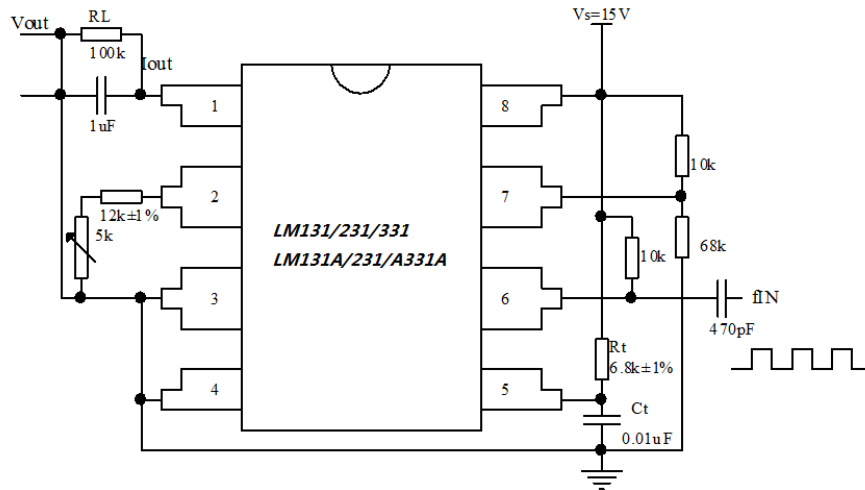 Vout
RL
100k
Iout
1uF
Vs=15V
1
2
3
4
8
7
6
5
LM131/231/331
LM131A/231/A331A
12k±1%
5k
10k
10k
68k
fIN
470pF
Rt
6.8k±1%
Ct
0.01uF